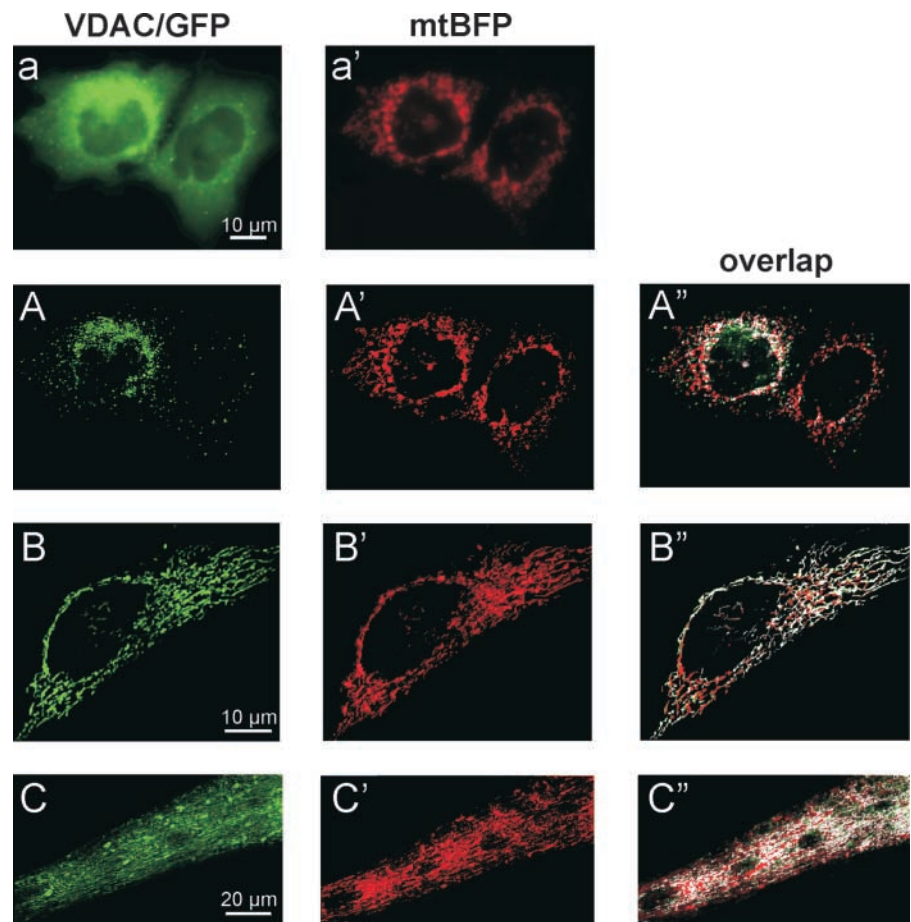 VDAC/GFP mtBFP
a a'
10 µm
overlap
A A' A"
B B' B"
10 µm
C C' C"
20 µm